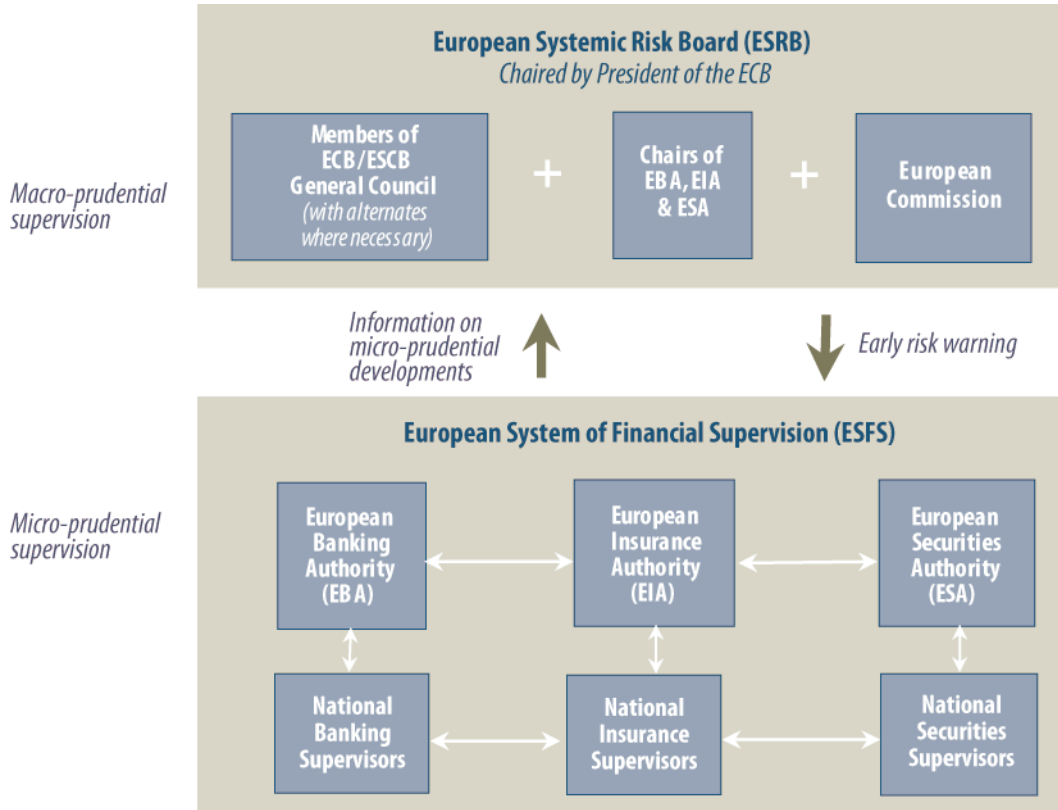 European Systemic Risk Board (ESRB)
Chaired by President of the ECB
Macro-prudential
supervision
Members of
ECB/ESCB
General Council
(with alternates
where necessary)
+
Chairs of
EBA, EIA
& ESA
+
European
Commission
Information on
micro-prudential
developments
Early risk warning
European System of Financial Supervision (ESFS)
Micro-prudential
supervision
European
Banking
Authority
(EBA)
European
Insurance
Authority
(EIA)
European
Securities
Authority
(ESA)
National
Banking
Supervisors
National
Insurance
Supervisors
National
Securities
Supervisors